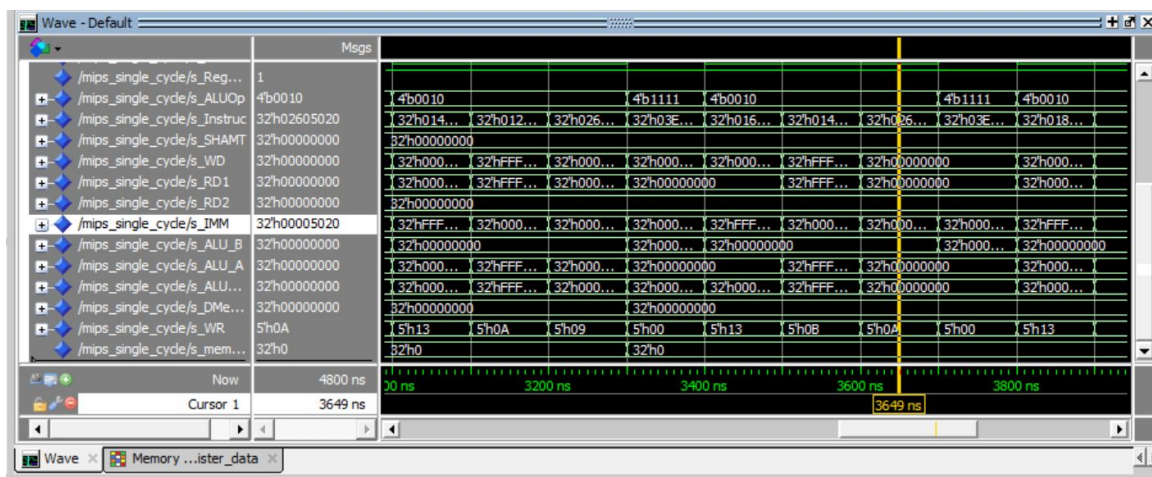 Wave - Default
Msgs
/mips_single_cycle/s_Reg... 1
/mips_single_cycle/s_ALUOp 4'b0010 4'b0010 4'b1111 4'b0010 4'b1111 4'b0010
/mips_single_cycle/s_Instruc 32'h02605020 32'h014... 32'h012... 32'h026... 32'h03E... 32'h016... 32'h014... 32'h026... 32'h03E... 32'h018...
/mips_single_cycle/s_SHAMT 32'h00000000 32'h00000000
/mips_single_cycle/s_WD 32'h00000000 32'h000... 32'hFFF... 32'h000... 32'h000... 32'h000... 32'hFFF... 32'h00000000 32'h000...
/mips_single_cycle/s_RD1 32'h00000000 32'h000... 32'hFFF... 32'h000... 32'h00000000 32'hFFF... 32'h00000000 32'h000...
/mips_single_cycle/s_RD2 32'h00000000 32'h00000000
/mips_single_cycle/s_IMM 32'h00005020 32'hFFF... 32'h000... 32'h000... 32'h000... 32'hFFF... 32'h000... 32'h000... 32'h000... 32'hFFF...
/mips_single_cycle/s_ALU_B 32'h00000000 32'h00000000 32'h000... 32'h00000000 32'h000... 32'h00000000
/mips_single_cycle/s_ALU_A 32'h00000000 32'h000... 32'hFFF... 32'h000... 32'h00000000 32'hFFF... 32'h00000000 32'h000...
/mips_single_cycle/s_ALU... 32'h00000000 32'h000... 32'hFFF... 32'h000... 32'h000... 32'h000... 32'hFFF... 32'h00000000 32'h000...
/mips_single_cycle/s_DMe... 32'h00000000 32'h00000000 32'h00000000
/mips_single_cycle/s_WR 5'h0A 5'h13 5'h0A 5'h09 5'h00 5'h13 5'h0B 5'h0A 5'h00 5'h13
/mips_single_cycle/s_mem... 32'h0 32'h0 32'h0
Now 4800 ns 00 ns 3200 ns 3400 ns 3600 ns 3800 ns
Cursor 1 3649 ns 3649 ns
Wave Memory ...ister_data